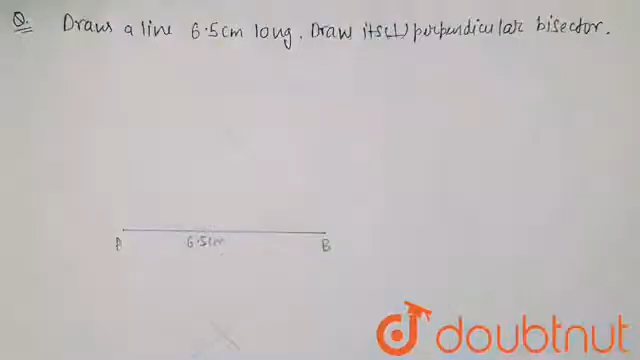 Q. Draw a line 6.5cm long. Draw its (⊥) perpendicular bisector.
A 6.5cm B
doubtnut